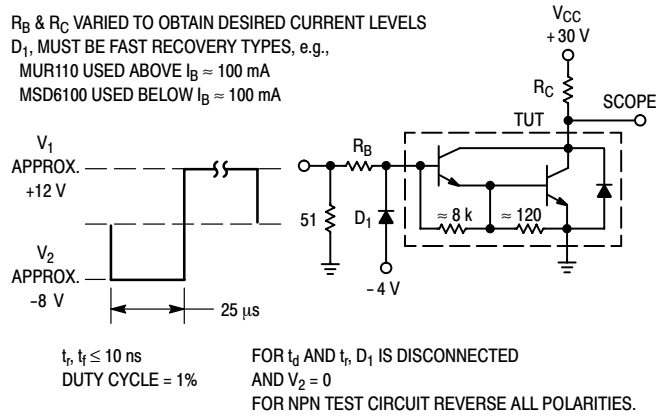 R_B & R_C VARIED TO OBTAIN DESIRED CURRENT LEVELS
D_1, MUST BE FAST RECOVERY TYPES, e.g.,
MUR110 USED ABOVE I_B ≈ 100 mA
MSD6100 USED BELOW I_B ≈ 100 mA
V_CC
+30 V
R_C
SCOPE
TUT
V_1
APPROX.
+12 V
R_B
51
D_1
≈ 8 k
≈ 120
V_2
APPROX.
-8 V
- 4 V
25 μs
t_r, t_f ≤ 10 ns
DUTY CYCLE = 1%
FOR t_d AND t_r, D_1 IS DISCONNECTED
AND V_2 = 0
FOR NPN TEST CIRCUIT REVERSE ALL POLARITIES.